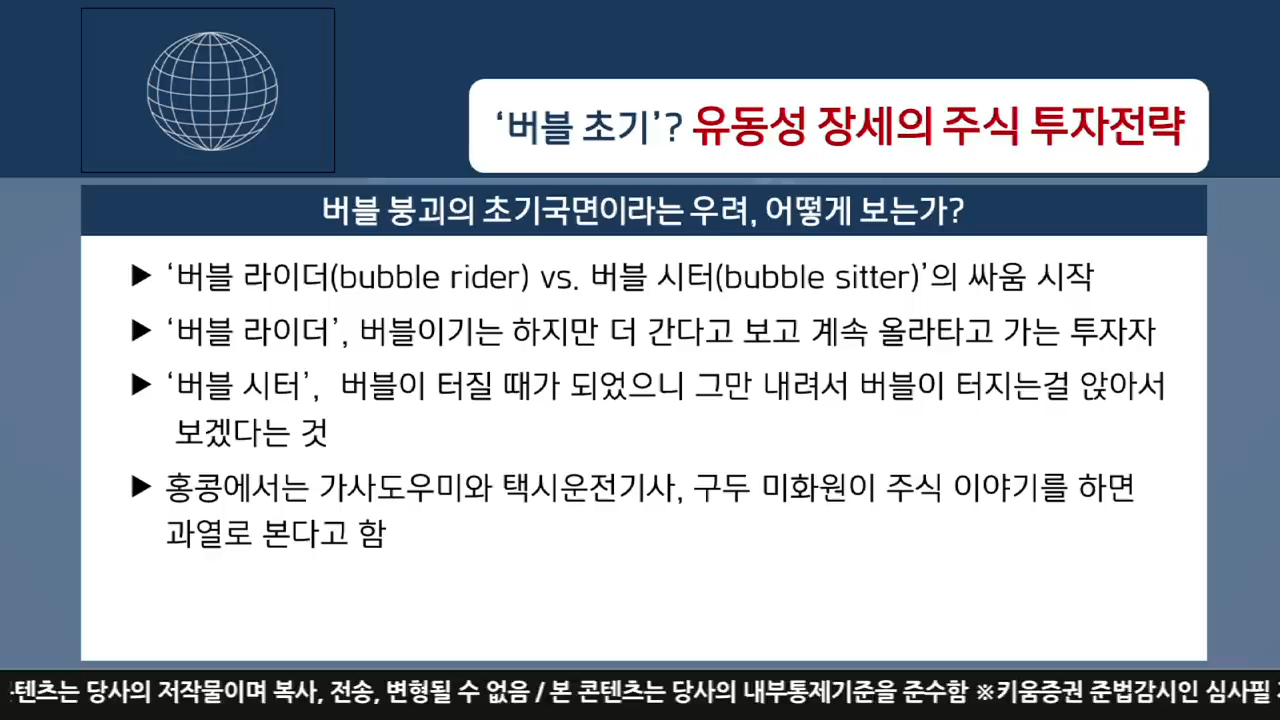 ‘버블 초기’? 유동성 장세의 주식 투자전략
버블 붕괴의 초기국면이라는 우려, 어떻게 보는가?
▶ ‘버블 라이더(bubble rider) vs. 버블 시터(bubble sitter)’의 싸움 시작
▶ ‘버블 라이더’, 버블이기는 하지만 더 간다고 보고 계속 올라타고 가는 투자자
▶ ‘버블 시터’, 버블이 터질 때가 되었으니 그만 내려서 버블이 터지는걸 앉아서
보겠다는 것
▶ 홍콩에서는 가사도우미와 택시운전기사, 구두 미화원이 주식 이야기를 하면
과열로 본다고 함
텐츠는 당사의 저작물이며 복사, 전송, 변형될 수 없음 / 본 콘텐츠는 당사의 내부통제기준을 준수함 ※키움증권 준법감시인 심사필